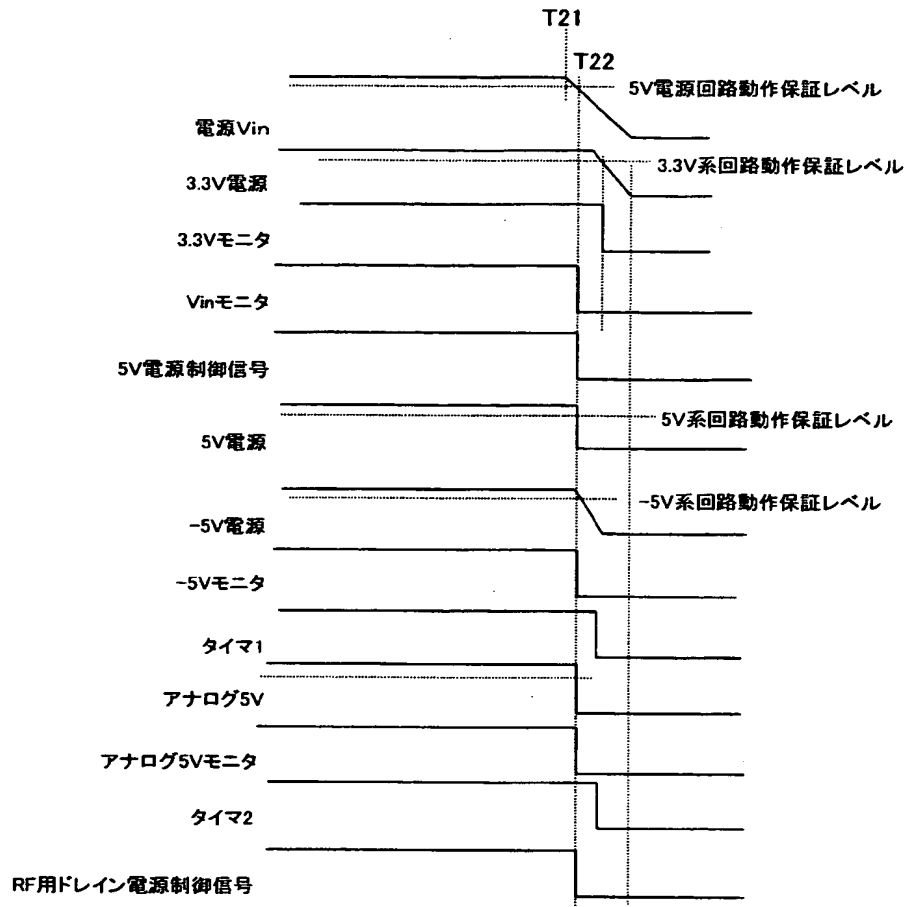 T21
T22
5V電源回路動作保証レベル
電源Vin
3.3V系回路動作保証レベル
3.3V電源
3.3Vモニタ
Vinモニタ
5V電源制御信号
5V系回路動作保証レベル
5V電源
-5V系回路動作保証レベル
-5V電源
-5Vモニタ
タイマ1
アナログ5V
アナログ5Vモニタ
タイマ2
RF用ドレイン電源制御信号